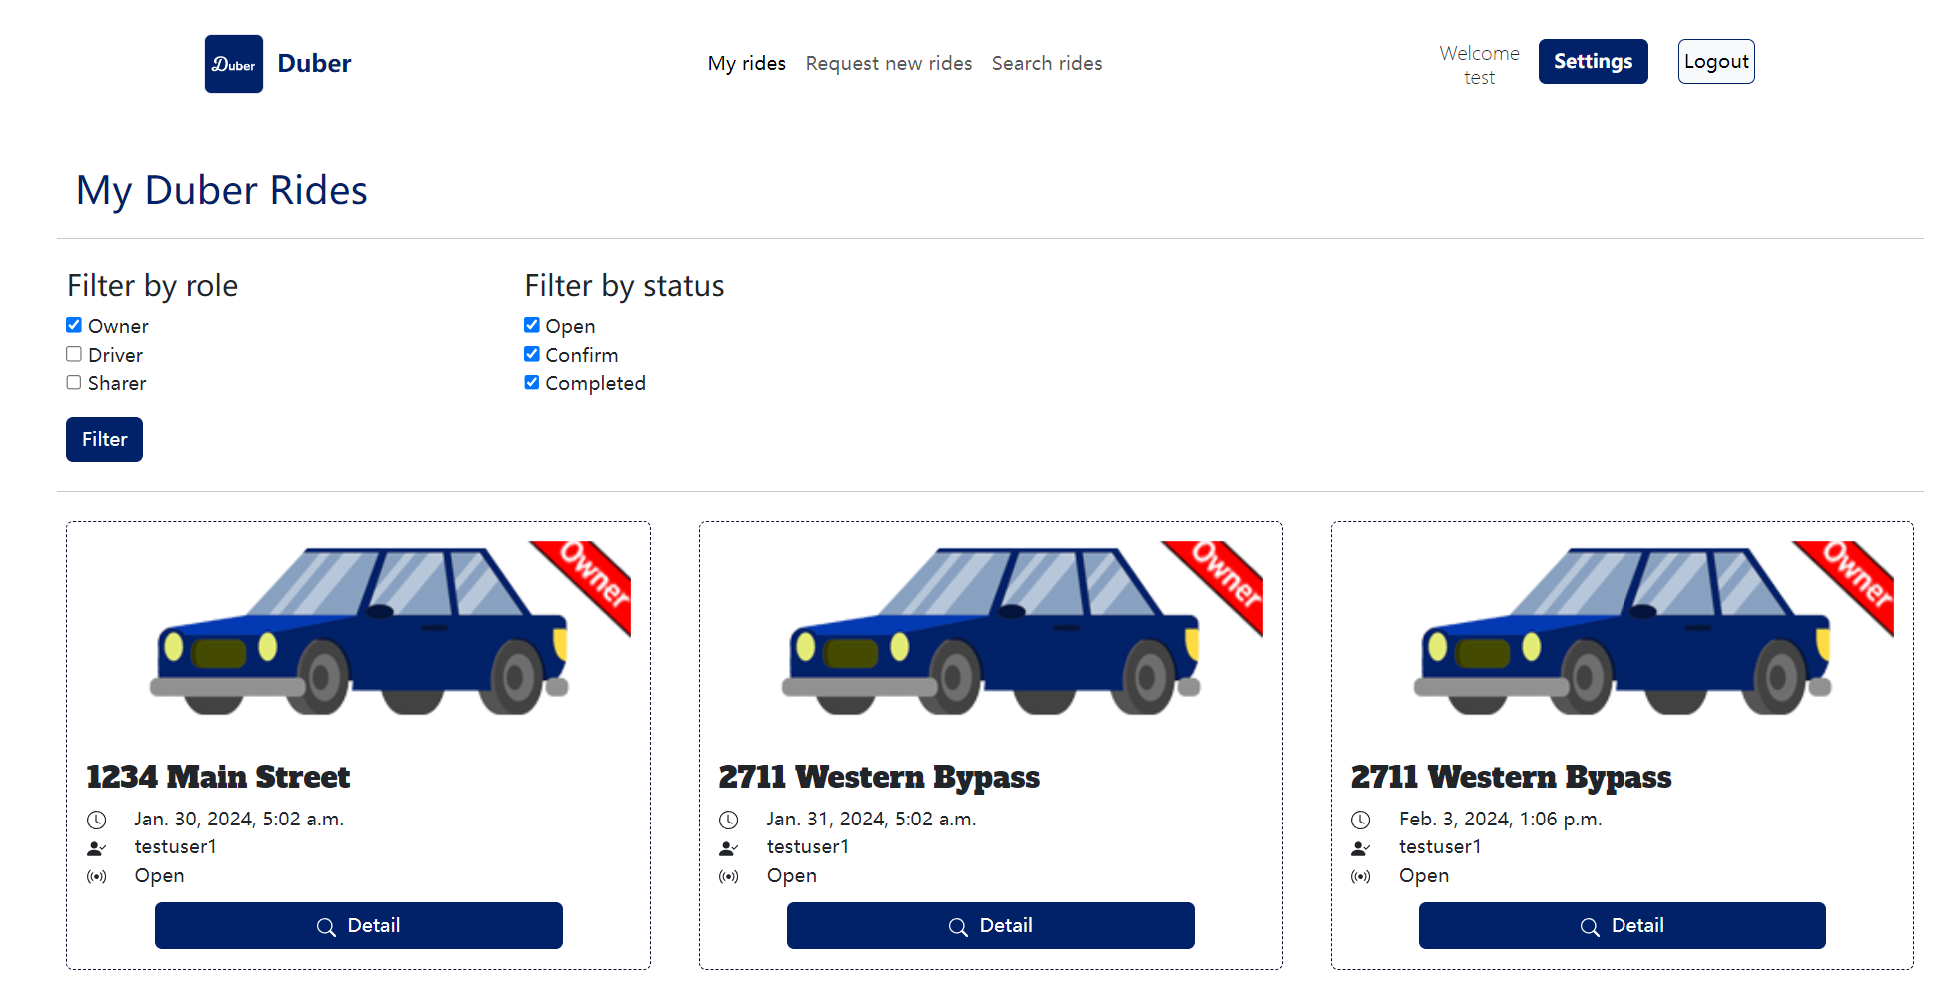 Duber
Duber
My rides
Request new rides
Search rides
Welcome
test
Settings
Logout
My Duber Rides
Filter by role
Owner
Driver
Sharer
Filter by status
Open
Confirm
Completed
Filter
Owner
1234 Main Street
Jan. 30, 2024, 5:02 a.m.
testuser1
Open
Detail
Owner
2711 Western Bypass
Jan. 31, 2024, 5:02 a.m.
testuser1
Open
Detail
Owner
2711 Western Bypass
Feb. 3, 2024, 1:06 p.m.
testuser1
Open
Detail